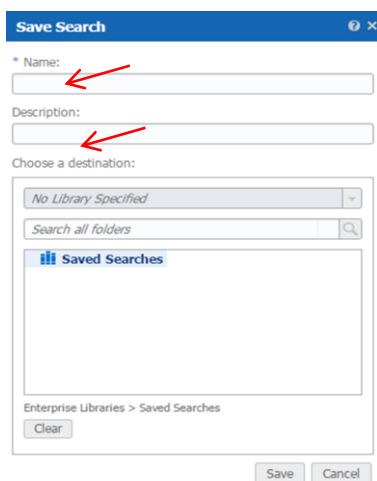 Save Search
* Name:
Description:
Choose a destination:
No Library Specified
Search all folders
Saved Searches
Enterprise Libraries > Saved Searches
Clear
Save Cancel